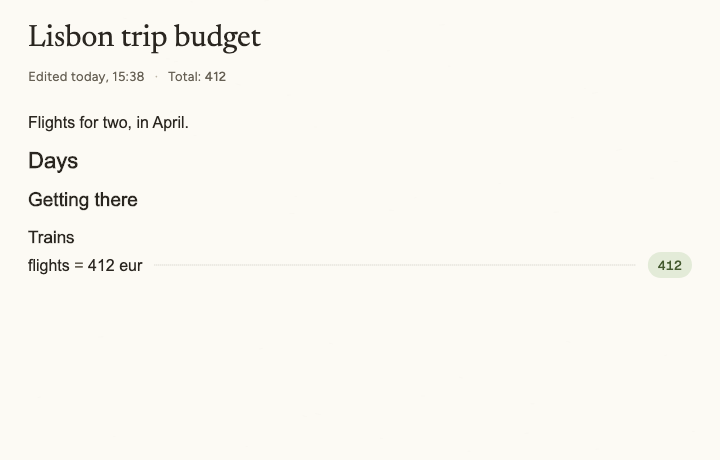 Lisbon trip budget
Edited today, 15:38 · Total: 412
Flights for two, in April.
Days
Getting there
Trains
flights = 412 eur 412